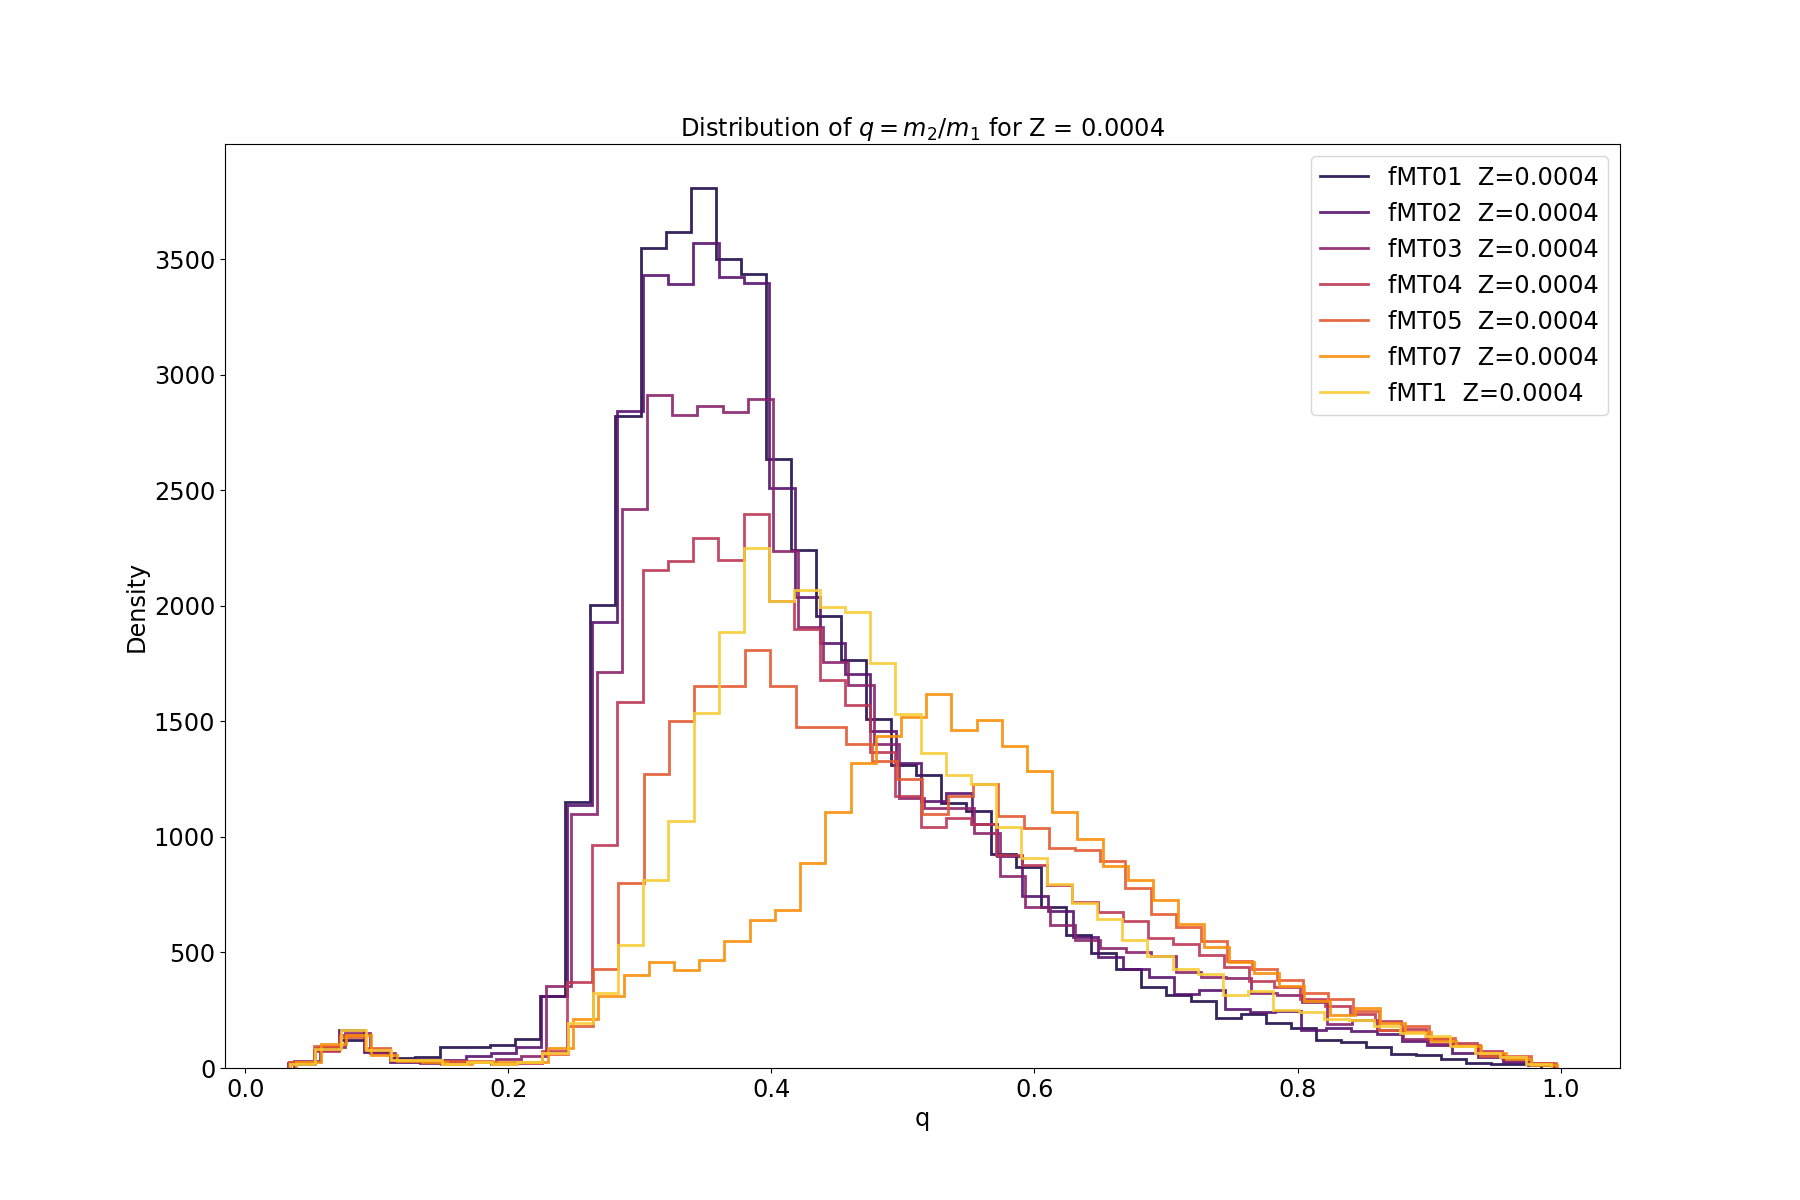 Distribution of q = m₂/m₁ for Z = 0.0004
fMT01 Z=0.0004
fMT02 Z=0.0004
fMT03 Z=0.0004
fMT04 Z=0.0004
fMT05 Z=0.0004
fMT07 Z=0.0004
fMT1 Z=0.0004
Density
3500
3000
2500
2000
1500
1000
500
0
0.0 0.2 0.4 0.6 0.8 1.0
q